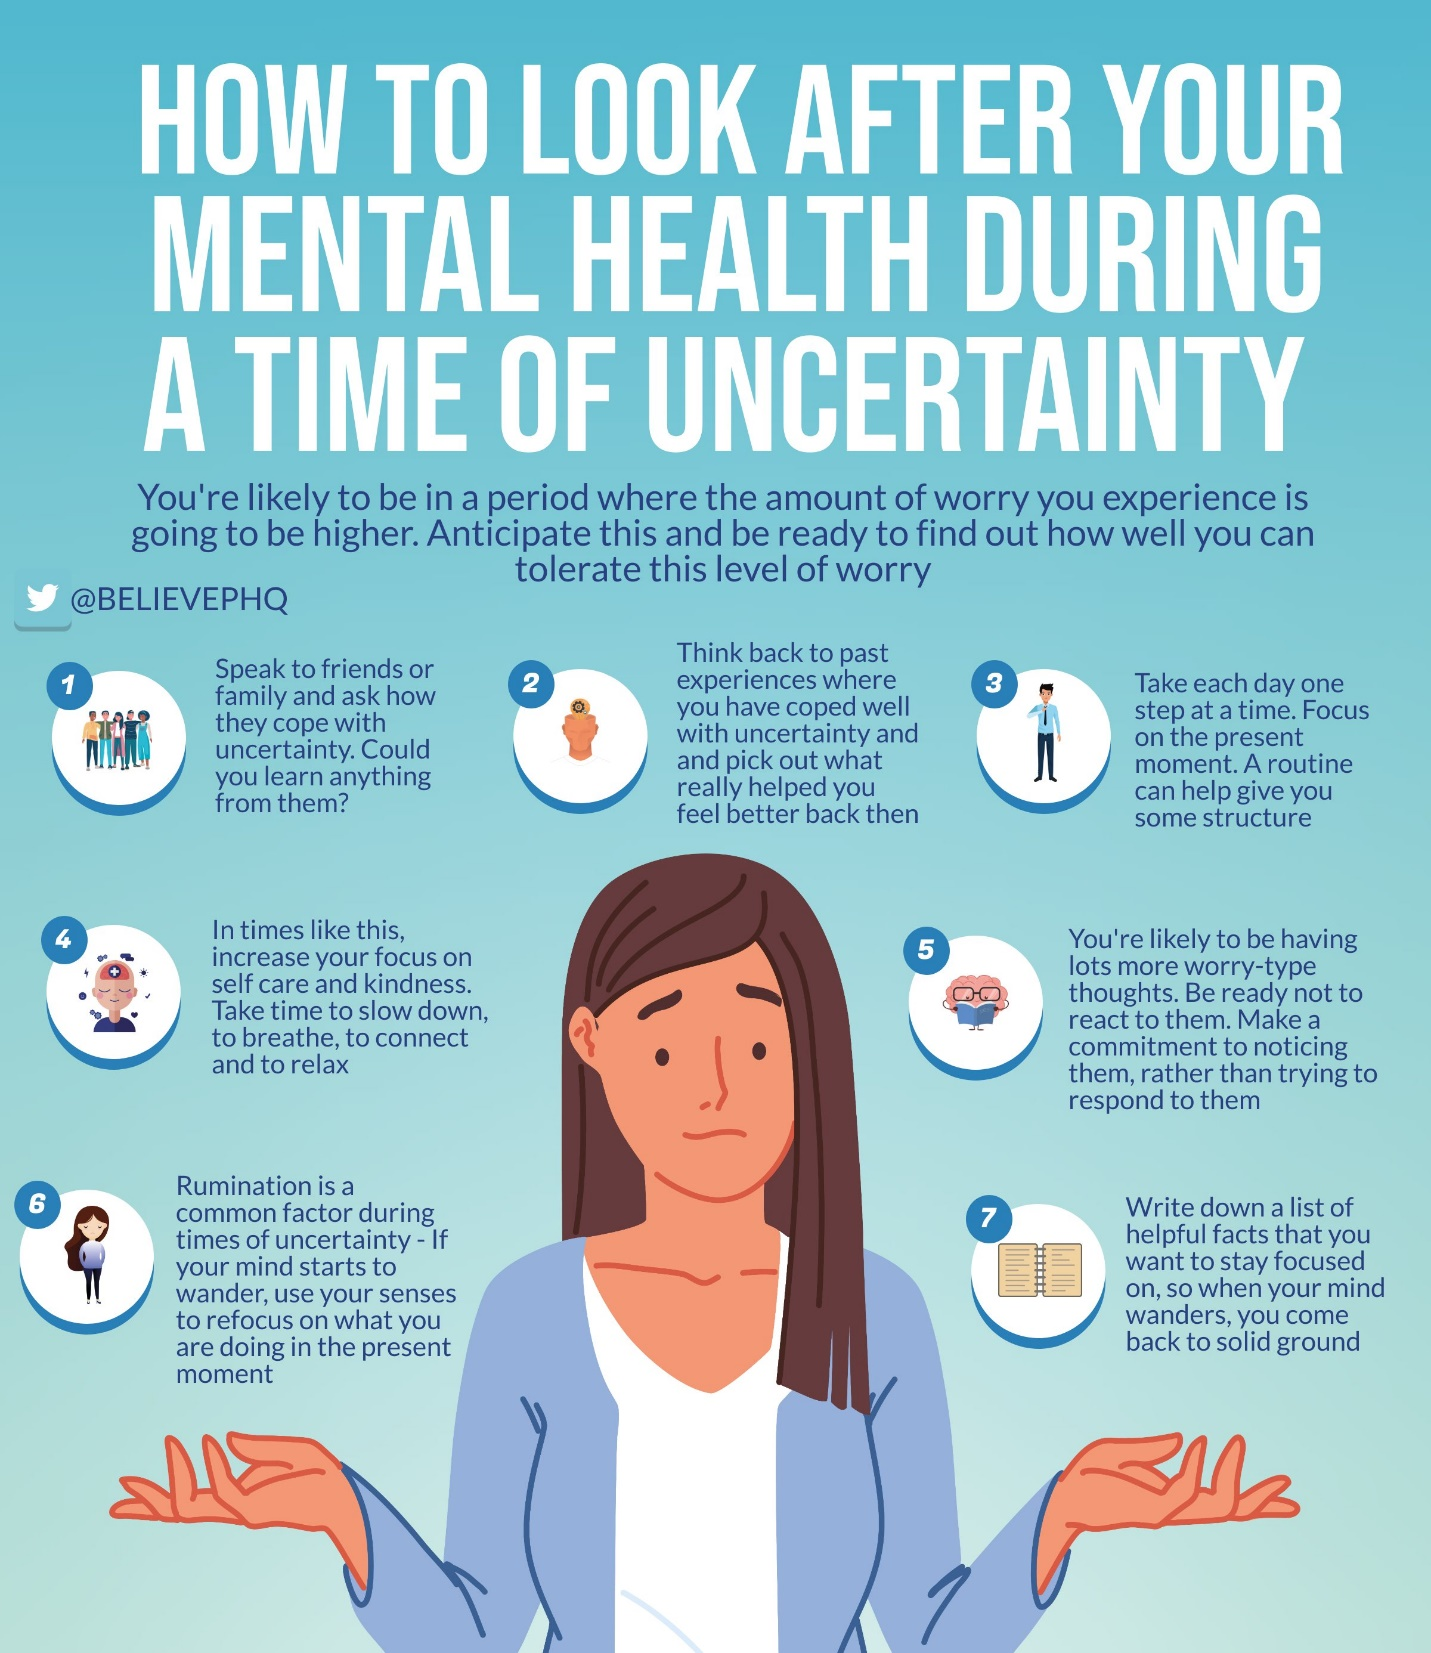 HOW TO LOOK AFTER YOUR
MENTAL HEALTH DURING
A TIME OF UNCERTAINTY
You're likely to be in a period where the amount of worry you experience is
going to be higher. Anticipate this and be ready to find out how well you can
tolerate this level of worry
@BELIEVEPHQ
1
Speak to friends or
family and ask how
they cope with
uncertainty. Could
you learn anything
from them?
2
Think back to past
experiences where
you have coped well
with uncertainty and
and pick out what
really helped you
feel better back then
3
Take each day one
step at a time. Focus
on the present
moment. A routine
can help give you
some structure
4
In times like this,
increase your focus on
self care and kindness.
Take time to slow down,
to breathe, to connect
and to relax
5
You're likely to be having
lots more worry-type
thoughts. Be ready not to
react to them. Make a
commitment to noticing
them, rather than trying to
respond to them
6
Rumination is a
common factor during
times of uncertainty - If
your mind starts to
wander, use your senses
to refocus on what you
are doing in the present
moment
7
Write down a list of
helpful facts that you
want to stay focused
on, so when your mind
wanders, you come
back to solid ground